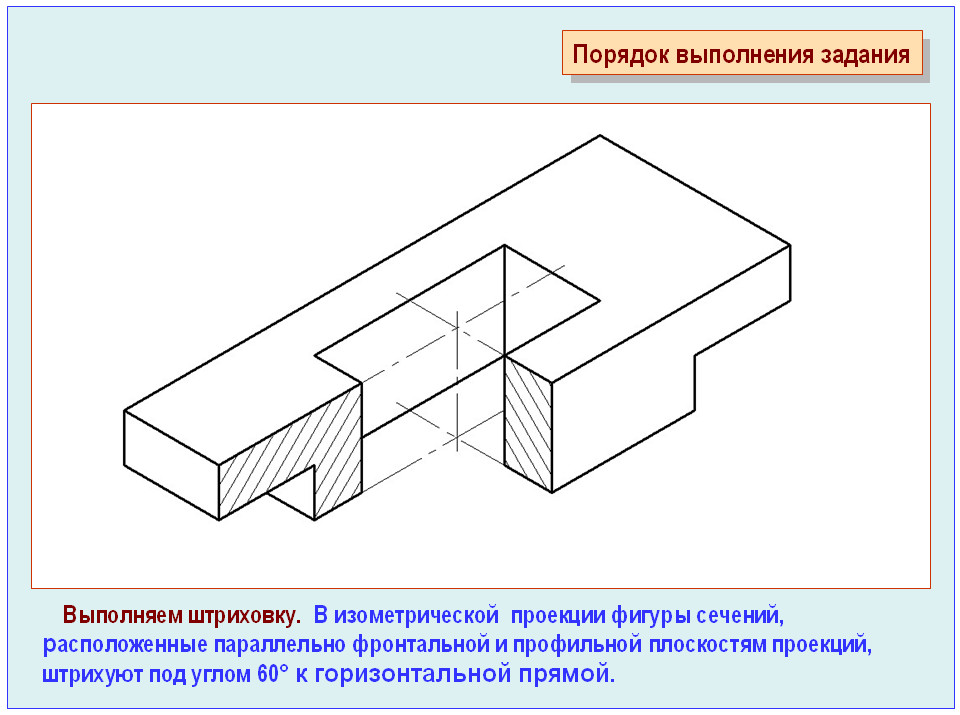 Порядок выполнения задания
Выполняем штриховку. В изометрической проекции фигуры сечений,
расположенные параллельно фронтальной и профильной плоскостям проекций,
штрихуют под углом 60° к горизонтальной прямой.